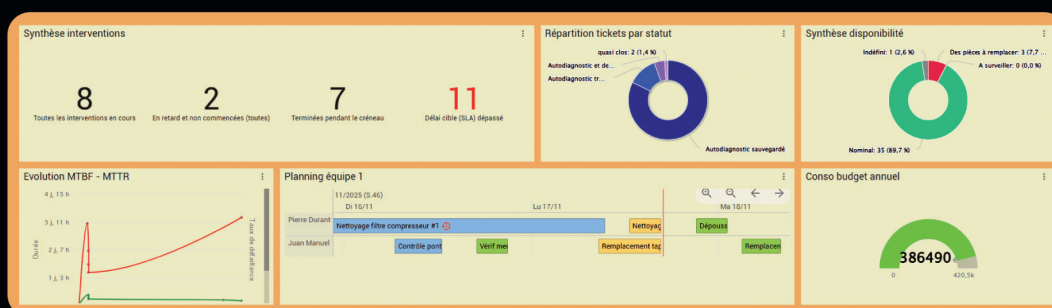 Synthèse interventions
8
Toutes les interventions en cours
2
En retard et non commencées (toutes)
7
Terminées pendant le créneau
11
Délai cible (SLA) dépassé
Répartition tickets par statut
quasi clos: 2 (1,4 %)
Autodiagnostic et de...
Autodiagnostic tr...
Autodiagnostic sauvegardé
Synthèse disponibilité
Indéfini: 1 (2,6 %)
Des pièces à remplacer: 3 (7,7 ...
A surveiller: 0 (0,0 %)
Nominal: 35 (89,7 %)
Evolution MTBF - MTTR
4 j, 15 h
3 j, 11 h
2 j, 7 h
1 j, 3 h
Durée
Taux de défaillance
Planning équipe 1
11/2025 (S.46)
Di 16/11
Lu 17/11
Ma 18/11
Pierre Durant
Nettoyage filtre compresseur #1
Nettoyag
Dépouss
Juan Manuel
Contrôle pont
Vérif me
Remplacement tap
Remplacen
Conso budget annuel
386490
0
420,5k